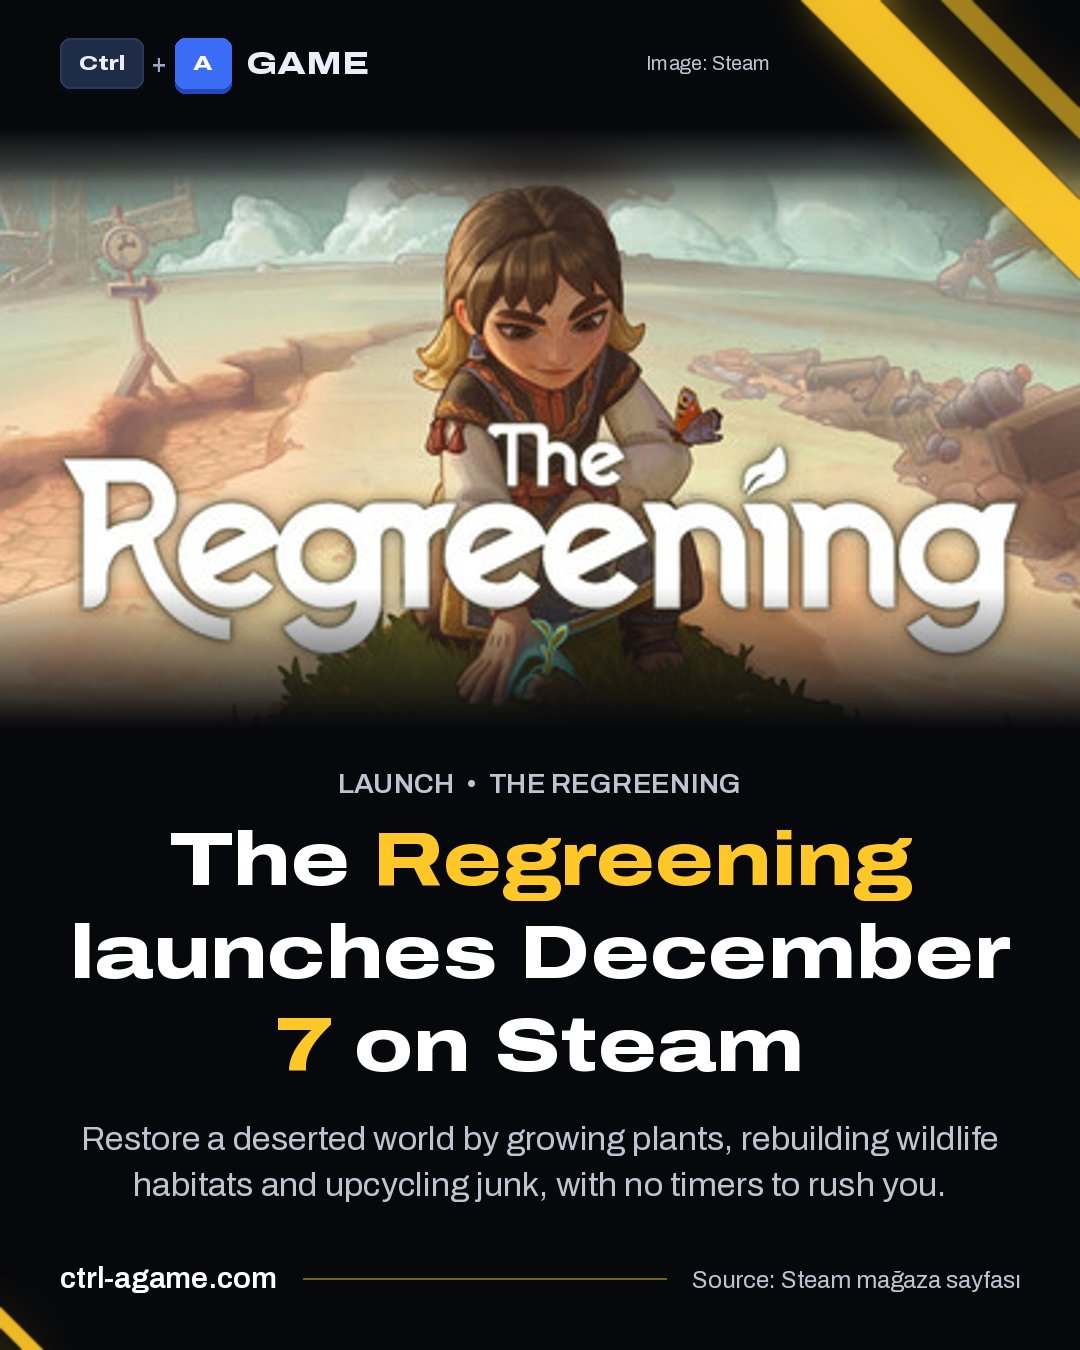 Ctrl + A GAME
Image: Steam
The
Regreening
LAUNCH • THE REGREENING
The Regreening
launches December
7 on Steam
Restore a deserted world by growing plants, rebuilding wildlife
habitats and upcycling junk, with no timers to rush you.
ctrl-agame.com
Source: Steam mağaza sayfası